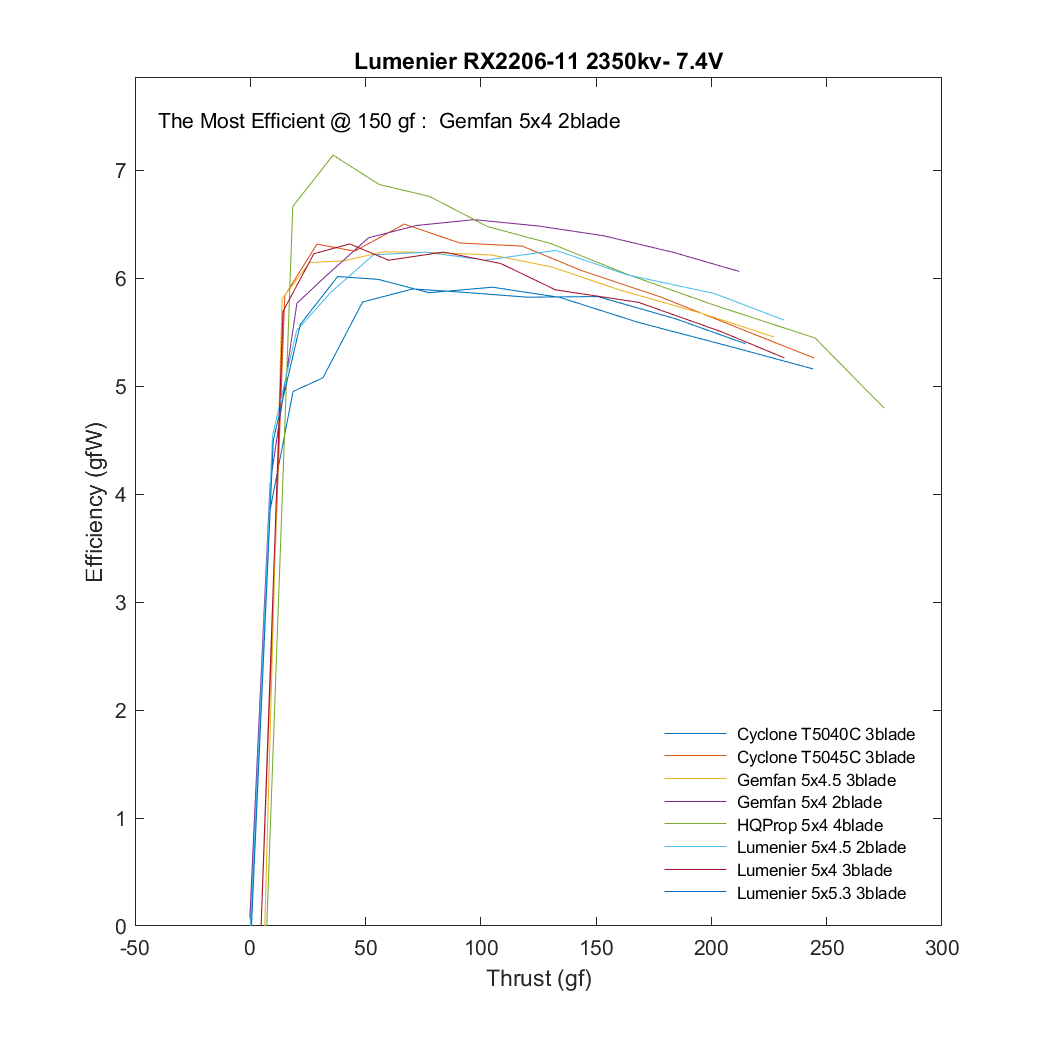 Lumenier RX2206-11 2350kv- 7.4V
The Most Efficient @ 150 gf :  Gemfan 5x4 2blade
7
6
5
4
3
2
1
0
Efficiency (gfW)
Cyclone T5040C 3blade
Cyclone T5045C 3blade
Gemfan 5x4.5 3blade
Gemfan 5x4 2blade
HQProp 5x4 4blade
Lumenier 5x4.5 2blade
Lumenier 5x4 3blade
Lumenier 5x5.3 3blade
-50 0 50 100 150 200 250 300
Thrust (gf)